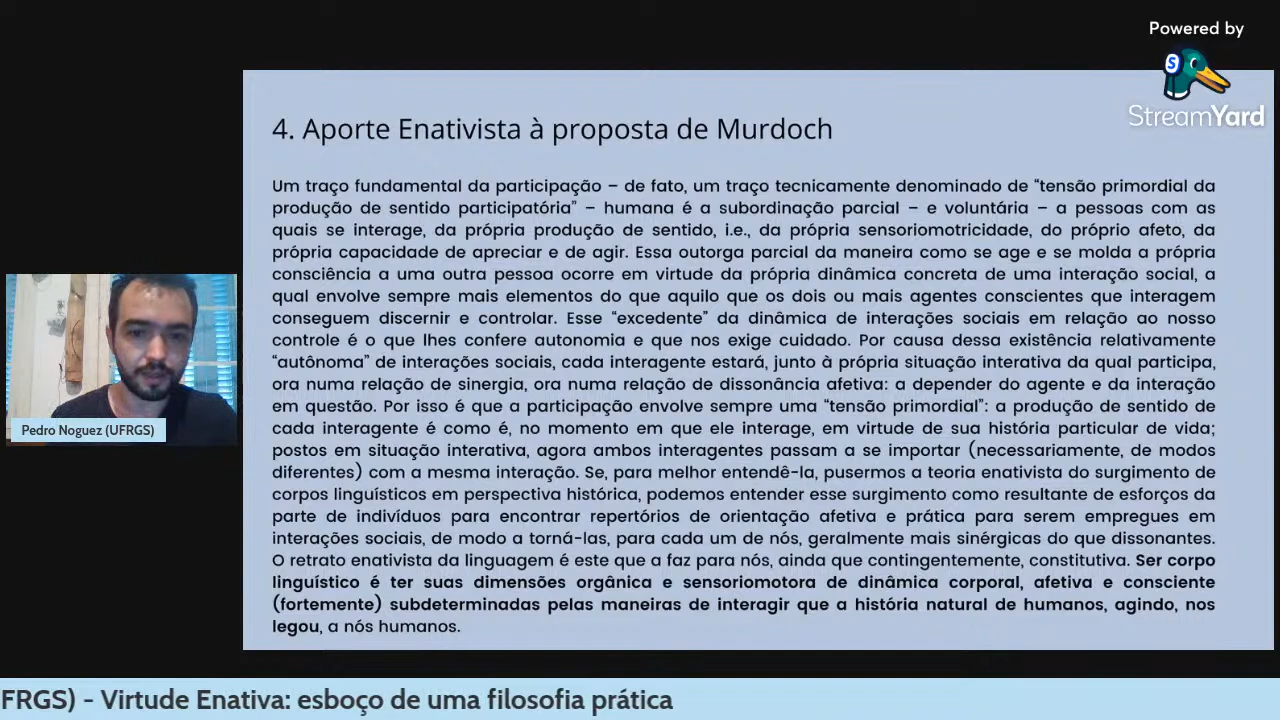 Powered by
S
StreamYard
4. Aporte Enativista à proposta de Murdoch
Um traço fundamental da participação – de fato, um traço tecnicamente denominado de “tensão primordial da
produção de sentido participatória” – humana é a subordinação parcial – e voluntária – a pessoas com as
quais se interage, da própria produção de sentido, i.e., da própria sensoriomotricidade, do próprio afeto, da
própria capacidade de apreciar e de agir. Essa outorga parcial da maneira como se age e se molda a própria
consciência a uma outra pessoa ocorre em virtude da própria dinâmica concreta de uma interação social, a
qual envolve sempre mais elementos do que aquilo que os dois ou mais agentes conscientes que interagem
conseguem discernir e controlar. Esse “excedente” da dinâmica de interações sociais em relação ao nosso
controle é o que lhes confere autonomia e que nos exige cuidado. Por causa dessa existência relativamente
“autônoma” de interações sociais, cada interagente estará, junto à própria situação interativa da qual participa,
ora numa relação de sinergia, ora numa relação de dissonância afetiva: a depender do agente e da interação
em questão. Por isso é que a participação envolve sempre uma “tensão primordial”: a produção de sentido de
cada interagente é como é, no momento em que ele interage, em virtude de sua história particular de vida;
postos em situação interativa, agora ambos interagentes passam a se importar (necessariamente, de modos
diferentes) com a mesma interação. Se, para melhor entendê-la, pusermos a teoria enativista do surgimento de
corpos linguísticos em perspectiva histórica, podemos entender esse surgimento como resultante de esforços da
parte de indivíduos para encontrar repertórios de orientação afetiva e prática para serem empregues em
interações sociais, de modo a torná-las, para cada um de nós, geralmente mais sinérgicas do que dissonantes.
O retrato enativista da linguagem é este que a faz para nós, ainda que contingentemente, constitutiva. Ser corpo
linguístico é ter suas dimensões orgânica e sensoriomotora de dinâmica corporal, afetiva e consciente
(fortemente) subdeterminadas pelas maneiras de interagir que a história natural de humanos, agindo, nos
legou, a nós humanos.
Pedro Noguez (UFRGS)
FRGS) - Virtude Enativa: esboço de uma filosofia prática